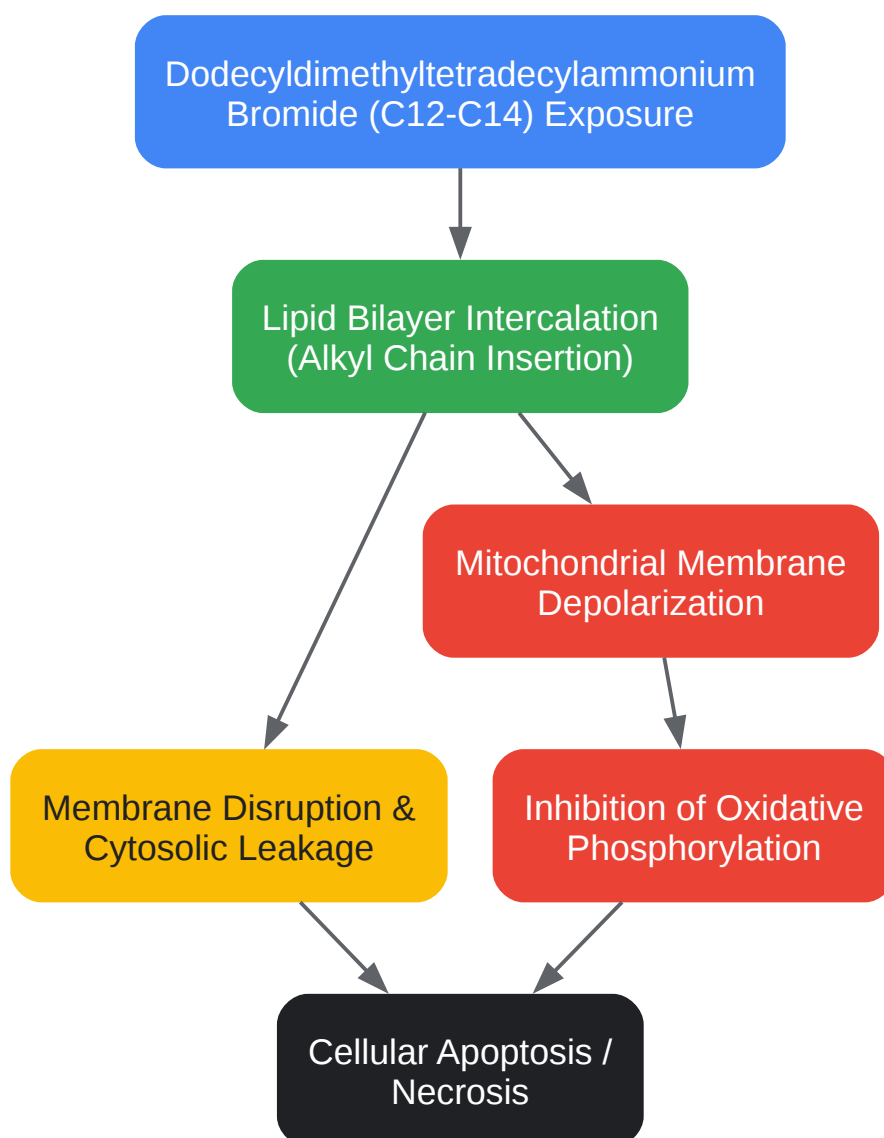 Dodecyldimethyltetradecylammonium
Bromide (C12-C14) Exposure
Lipid Bilayer Intercalation
(Alkyl Chain Insertion)
Mitochondrial Membrane
Depolarization
Membrane Disruption &
Cytosolic Leakage
Inhibition of Oxidative
Phosphorylation
Cellular Apoptosis /
Necrosis